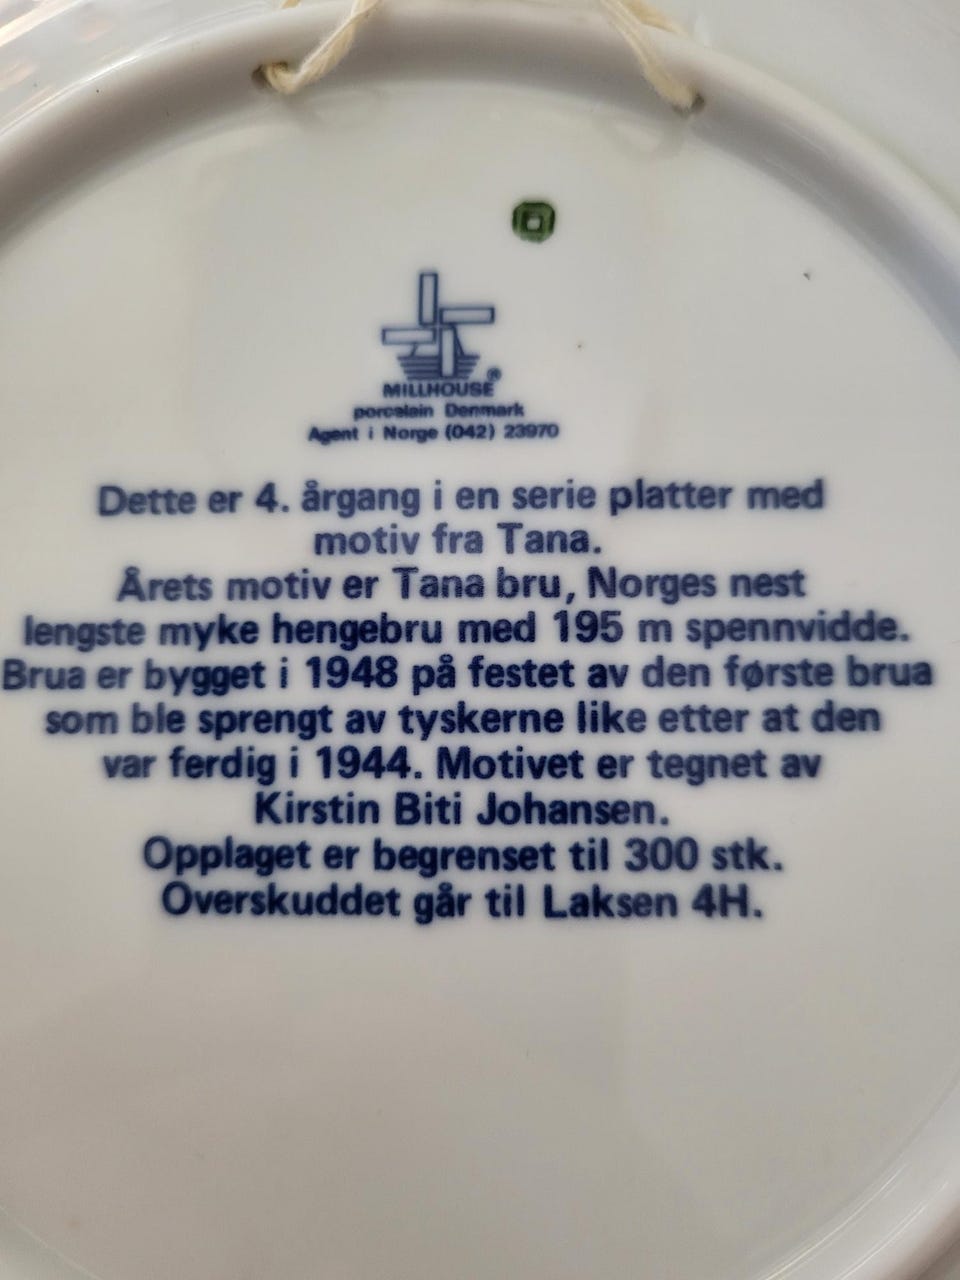 MILLHOUSE ®
porcelain Denmark
Agent i Norge (042) 23970
Dette er 4. årgang i en serie platter med
motiv fra Tana.
Årets motiv er Tana bru, Norges nest
lengste myke hengebru med 195 m spennvidde.
Brua er bygget i 1948 på festet av den første brua
som ble sprengt av tyskerne like etter at den
var ferdig i 1944. Motivet er tegnet av
Kirstin Biti Johansen.
Opplaget er begrenset til 300 stk.
Overskuddet går til Laksen 4H.